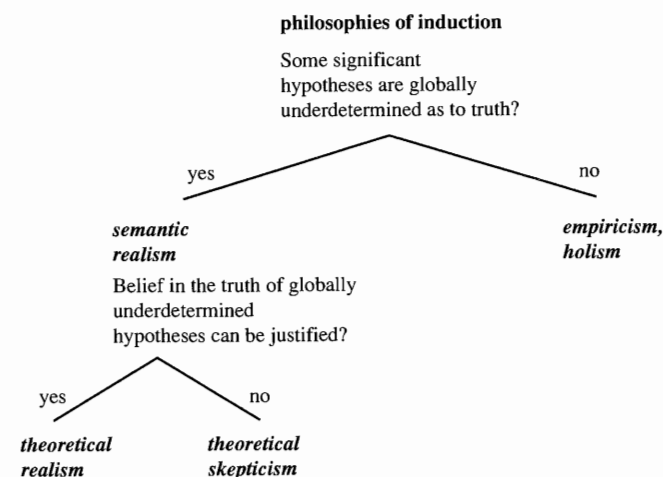 philosophies of induction
Some significant
hypotheses are globally
underdetermined as to truth?
yes
no
semantic
realism
empiricism,
holism
Belief in the truth of globally
underdetermined
hypotheses can be justified?
yes
no
theoretical
realism
theoretical
skepticism